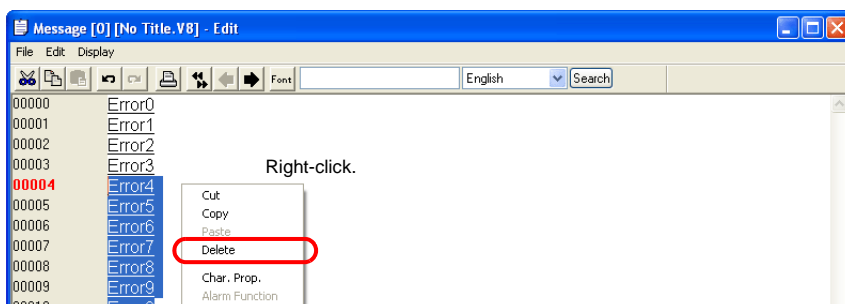 Message [0] [No Title.V8] - Edit
File Edit Display
Font English Search
00000 Error0
00001 Error1
00002 Error2
00003 Error3
Right-click.
00004 Error4
Cut
00005 Error5
Copy
00006 Error6
Paste
00007 Error7
Delete
00008 Error8
Char. Prop.
00009 Error9
Alarm Function